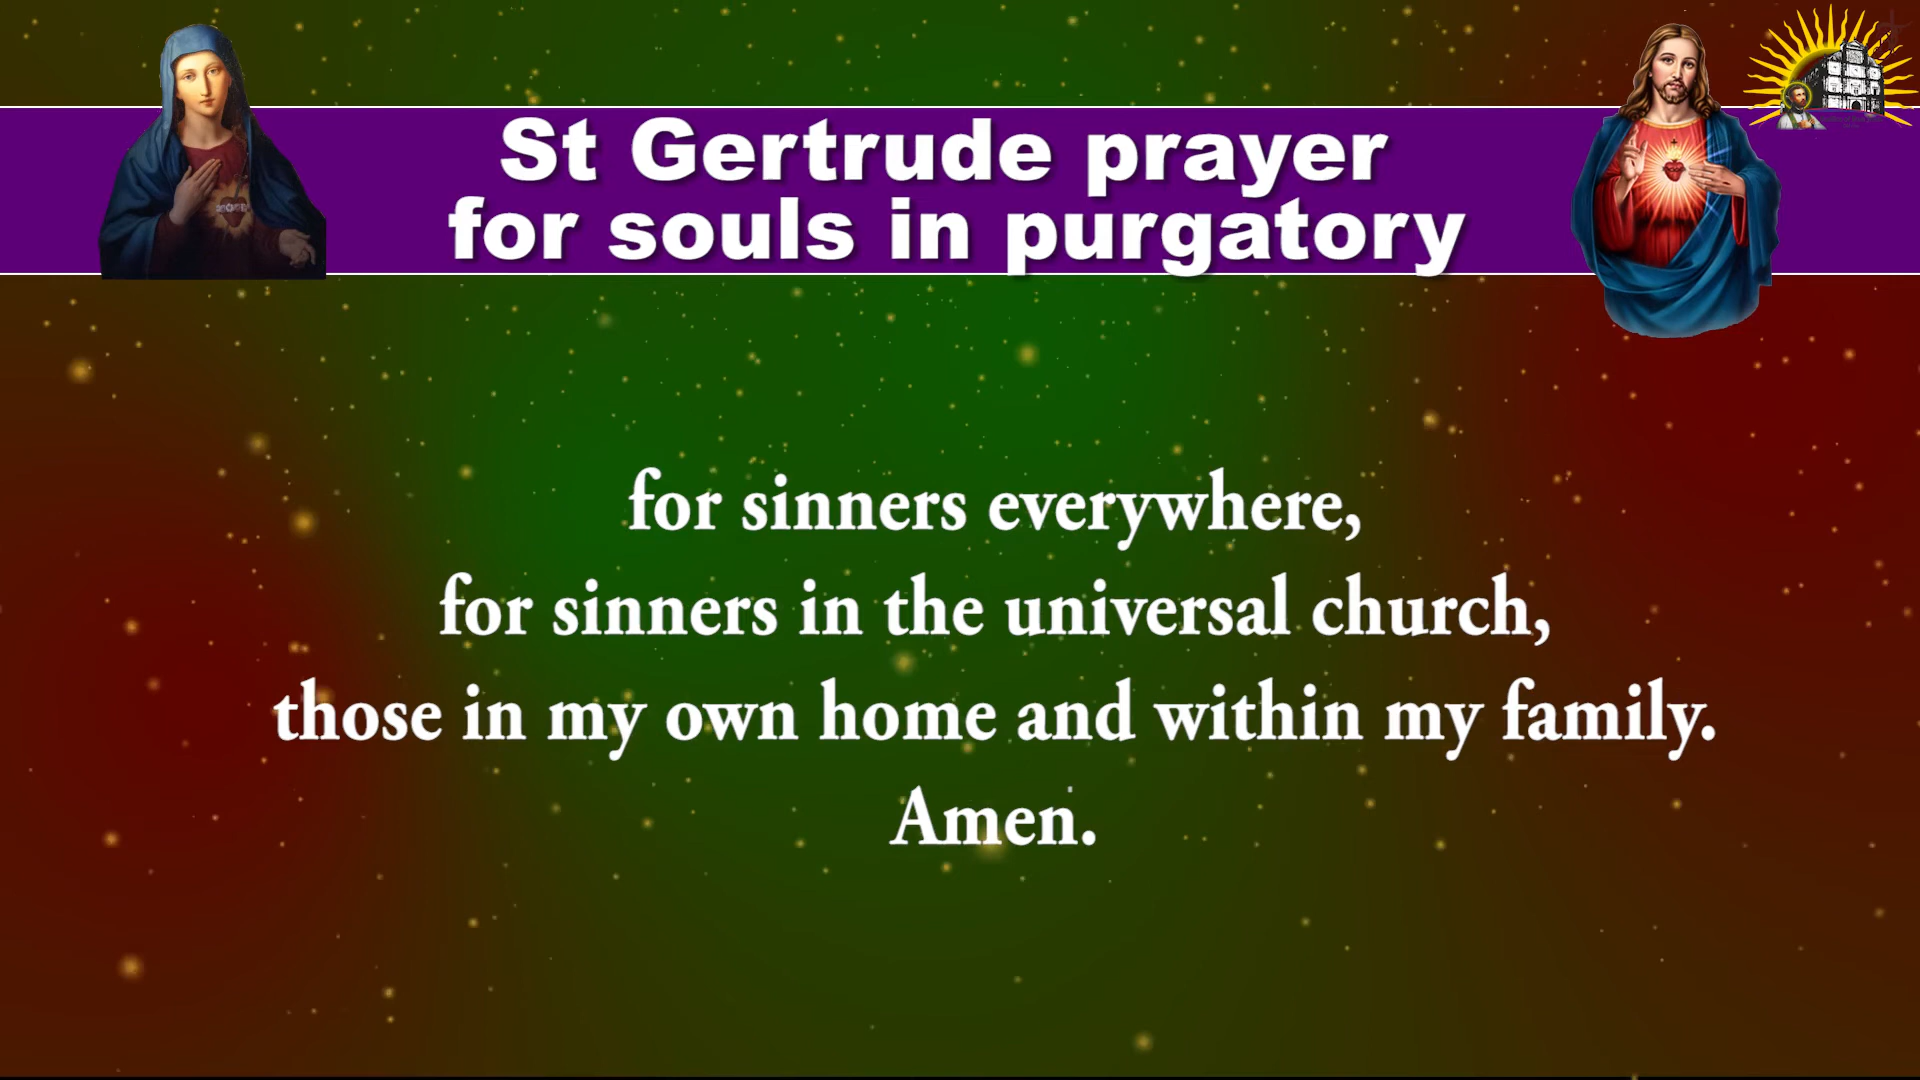 St Gertrude prayer
for souls in purgatory
for sinners everywhere,
for sinners in the universal church,
those in my own home and within my family.
Amen.